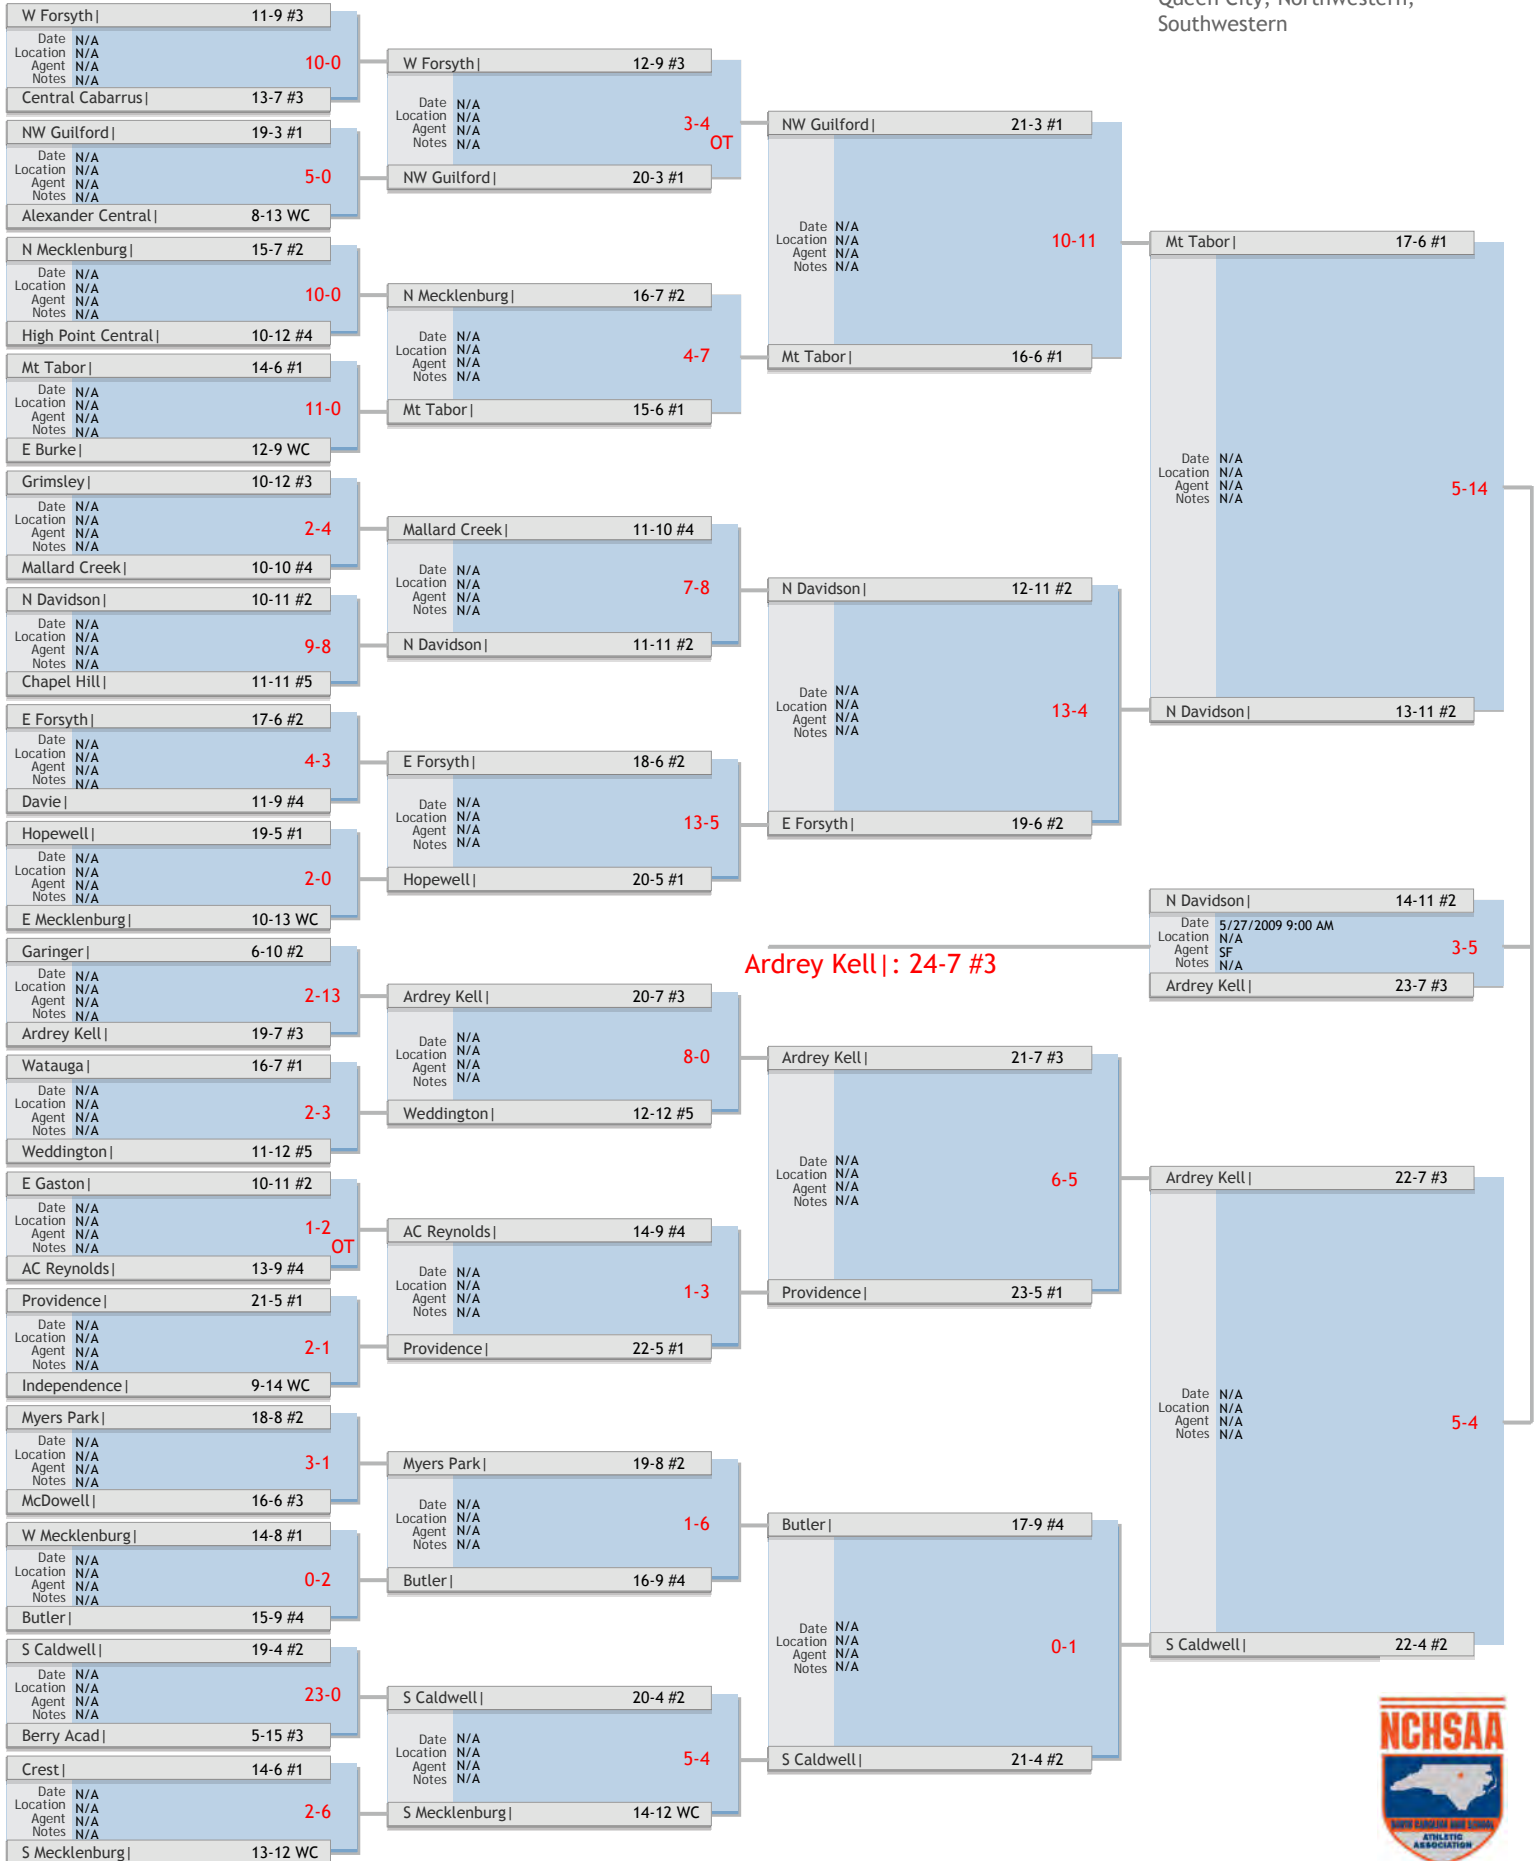 Queen City, Northwestern,
Southwestern
W Forsyth| 11-9 #3
Date N/A
Location N/A
Agent N/A
Notes N/A
10-0
Central Cabarrus| 13-7 #3
NW Guilford| 19-3 #1
Date N/A
Location N/A
Agent N/A
Notes N/A
5-0
Alexander Central| 8-13 WC
N Mecklenburg| 15-7 #2
Date N/A
Location N/A
Agent N/A
Notes N/A
10-0
High Point Central| 10-12 #4
Mt Tabor| 14-6 #1
Date N/A
Location N/A
Agent N/A
Notes N/A
11-0
E Burke| 12-9 WC
Grimsley| 10-12 #3
Date N/A
Location N/A
Agent N/A
Notes N/A
2-4
Mallard Creek| 10-10 #4
N Davidson| 10-11 #2
Date N/A
Location N/A
Agent N/A
Notes N/A
9-8
Chapel Hill| 11-11 #5
E Forsyth| 17-6 #2
Date N/A
Location N/A
Agent N/A
Notes N/A
4-3
Davie| 11-9 #4
Hopewell| 19-5 #1
Date N/A
Location N/A
Agent N/A
Notes N/A
2-0
E Mecklenburg| 10-13 WC
Garinger| 6-10 #2
Date N/A
Location N/A
Agent N/A
Notes N/A
2-13
Ardrey Kell| 19-7 #3
Watauga| 16-7 #1
Date N/A
Location N/A
Agent N/A
Notes N/A
2-3
Weddington| 11-12 #5
E Gaston| 10-11 #2
Date N/A
Location N/A
Agent N/A
Notes N/A
1-2
OT
AC Reynolds| 13-9 #4
Providence| 21-5 #1
Date N/A
Location N/A
Agent N/A
Notes N/A
2-1
Independence| 9-14 WC
Myers Park| 18-8 #2
Date N/A
Location N/A
Agent N/A
Notes N/A
3-1
McDowell| 16-6 #3
W Mecklenburg| 14-8 #1
Date N/A
Location N/A
Agent N/A
Notes N/A
0-2
Butler| 15-9 #4
S Caldwell| 19-4 #2
Date N/A
Location N/A
Agent N/A
Notes N/A
23-0
Berry Acad| 5-15 #3
Crest| 14-6 #1
Date N/A
Location N/A
Agent N/A
Notes N/A
2-6
S Mecklenburg| 13-12 WC
W Forsyth| 12-9 #3
Date N/A
Location N/A
Agent N/A
Notes N/A
3-4
OT
NW Guilford| 20-3 #1
N Mecklenburg| 16-7 #2
Date N/A
Location N/A
Agent N/A
Notes N/A
4-7
Mt Tabor| 15-6 #1
Mallard Creek| 11-10 #4
Date N/A
Location N/A
Agent N/A
Notes N/A
7-8
N Davidson| 11-11 #2
E Forsyth| 18-6 #2
Date N/A
Location N/A
Agent N/A
Notes N/A
13-5
Hopewell| 20-5 #1
Ardrey Kell| 20-7 #3
Date N/A
Location N/A
Agent N/A
Notes N/A
8-0
Weddington| 12-12 #5
AC Reynolds| 14-9 #4
Date N/A
Location N/A
Agent N/A
Notes N/A
1-3
Providence| 22-5 #1
Myers Park| 19-8 #2
Date N/A
Location N/A
Agent N/A
Notes N/A
1-6
Butler| 16-9 #4
S Caldwell| 20-4 #2
Date N/A
Location N/A
Agent N/A
Notes N/A
5-4
S Mecklenburg| 14-12 WC
NW Guilford| 21-3 #1
Date N/A
Location N/A
Agent N/A
Notes N/A
10-11
Mt Tabor| 16-6 #1
N Davidson| 12-11 #2
Date N/A
Location N/A
Agent N/A
Notes N/A
13-4
E Forsyth| 19-6 #2
Ardrey Kell|: 24-7 #3
Ardrey Kell| 21-7 #3
Date N/A
Location N/A
Agent N/A
Notes N/A
6-5
Providence| 23-5 #1
Butler| 17-9 #4
Date N/A
Location N/A
Agent N/A
Notes N/A
0-1
S Caldwell| 21-4 #2
Mt Tabor| 17-6 #1
Date N/A
Location N/A
Agent N/A
Notes N/A
5-14
N Davidson| 13-11 #2
N Davidson| 14-11 #2
Date 5/27/2009 9:00 AM
Location N/A
Agent SF
Notes N/A
3-5
Ardrey Kell| 23-7 #3
Ardrey Kell| 22-7 #3
Date N/A
Location N/A
Agent N/A
Notes N/A
5-4
S Caldwell| 22-4 #2
NCHSAA
NORTH CAROLINA HIGH SCHOOL
ATHLETIC
ASSOCIATION